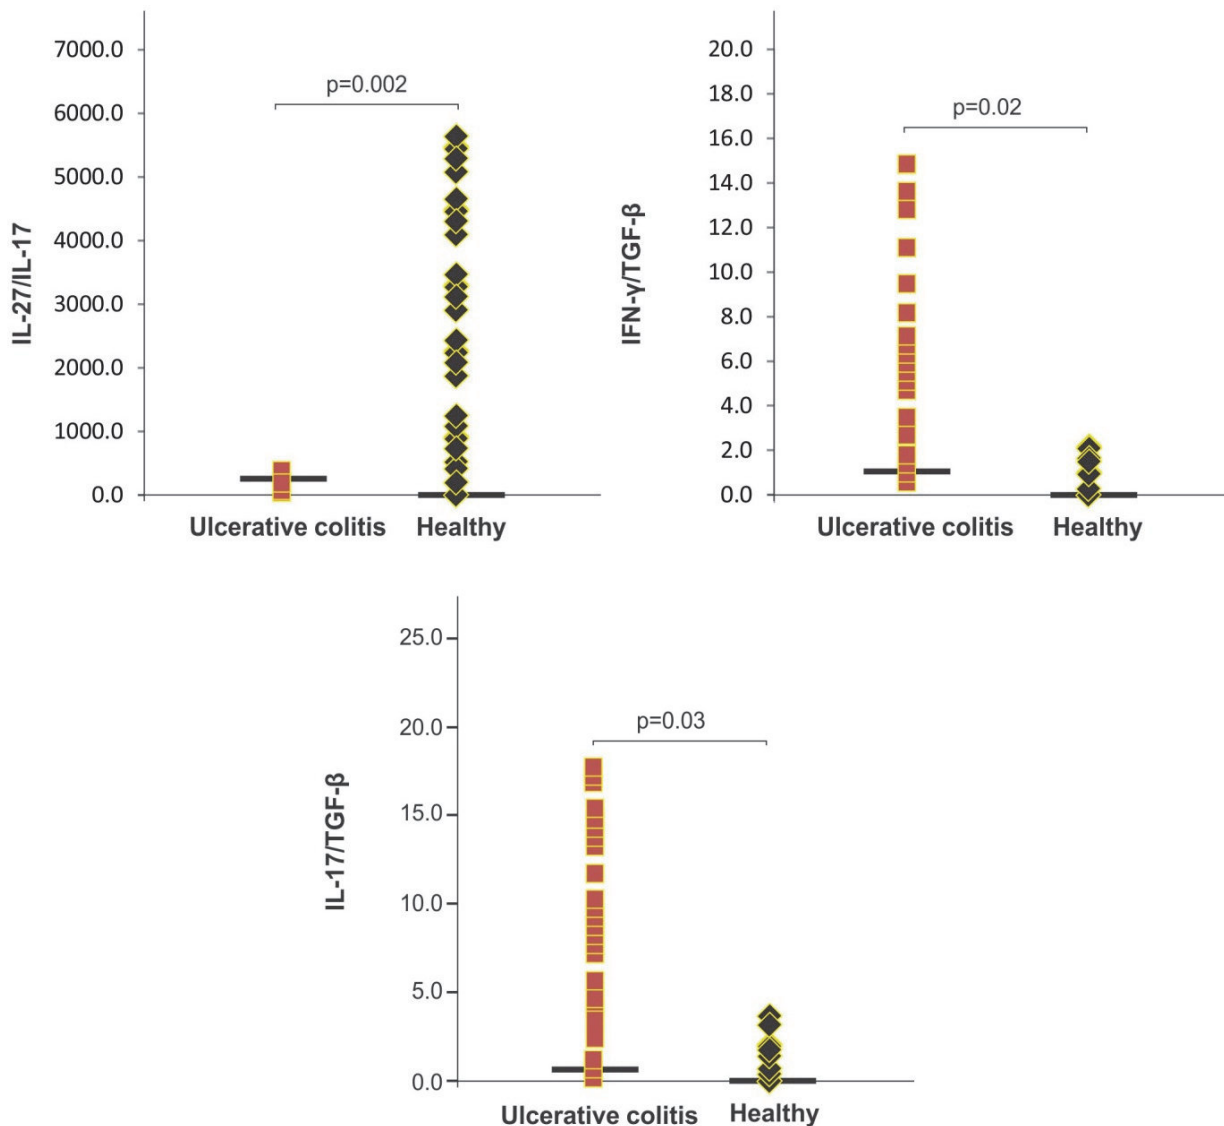 IL-27/IL-17
7000.0
6000.0
5000.0
4000.0
3000.0
2000.0
1000.0
0.0
p=0.002
Ulcerative colitis
Healthy
IFN-γ/TGF-β
20.0
18.0
16.0
14.0
12.0
10.0
8.0
6.0
4.0
2.0
0.0
p=0.02
Ulcerative colitis
Healthy
IL-17/TGF-β
25.0
20.0
15.0
10.0
5.0
0.0
p=0.03
Ulcerative colitis
Healthy